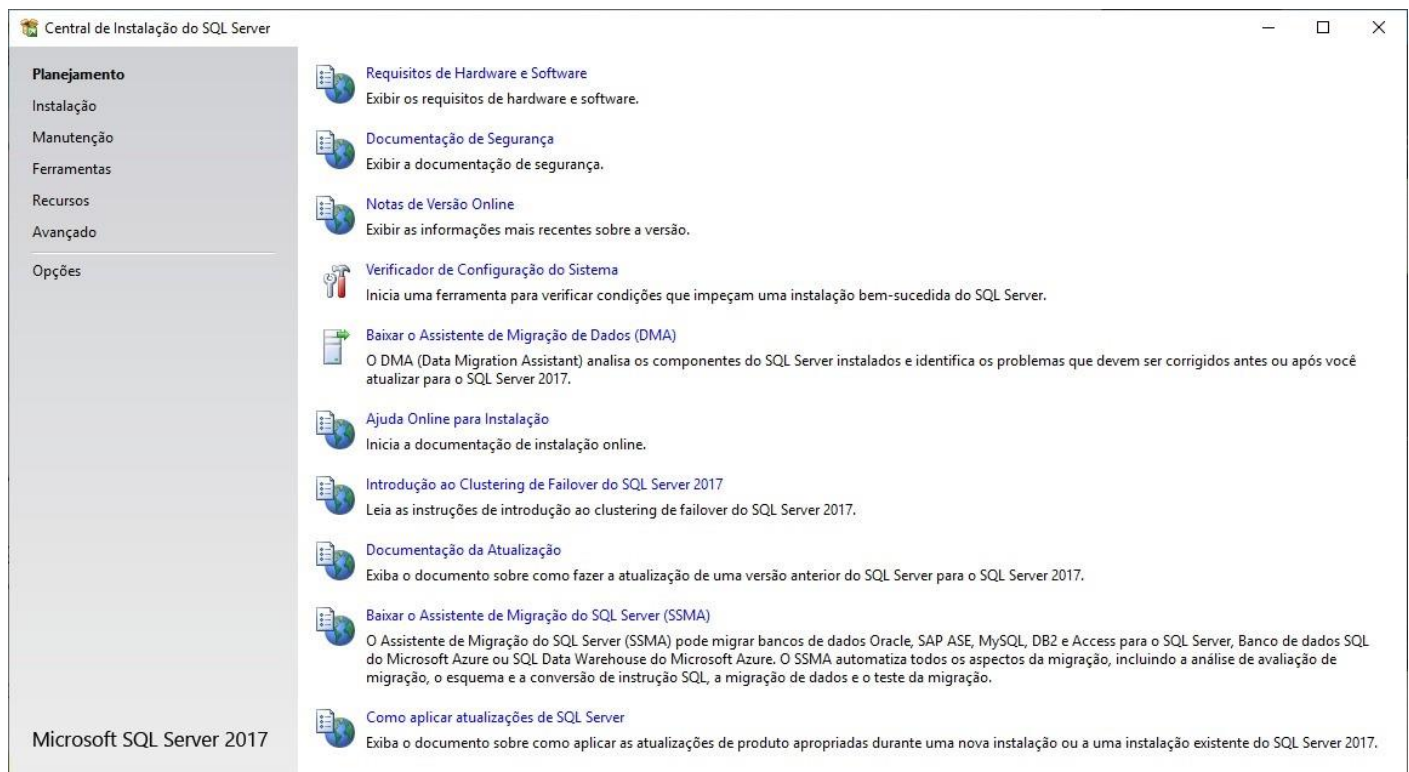 Central de Instalação do SQL Server
Planejamento
Instalação
Manutenção
Ferramentas
Recursos
Avançado
Opções
Microsoft SQL Server 2017
Requisitos de Hardware e Software
Exibir os requisitos de hardware e software.
Documentação de Segurança
Exibir a documentação de segurança.
Notas de Versão Online
Exibir as informações mais recentes sobre a versão.
Verificador de Configuração do Sistema
Inicia uma ferramenta para verificar condições que impeçam uma instalação bem-sucedida do SQL Server.
Baixar o Assistente de Migração de Dados (DMA)
O DMA (Data Migration Assistant) analisa os componentes do SQL Server instalados e identifica os problemas que devem ser corrigidos antes ou após você
atualizar para o SQL Server 2017.
Ajuda Online para Instalação
Inicia a documentação de instalação online.
Introdução ao Clustering de Failover do SQL Server 2017
Leia as instruções de introdução ao clustering de failover do SQL Server 2017.
Documentação da Atualização
Exiba o documento sobre como fazer a atualização de uma versão anterior do SQL Server para o SQL Server 2017.
Baixar o Assistente de Migração do SQL Server (SSMA)
O Assistente de Migração do SQL Server (SSMA) pode migrar bancos de dados Oracle, SAP ASE, MySQL, DB2 e Access para o SQL Server, Banco de dados SQL
do Microsoft Azure ou SQL Data Warehouse do Microsoft Azure. O SSMA automatiza todos os aspectos da migração, incluindo a análise de avaliação de
migração, o esquema e a conversão de instrução SQL, a migração de dados e o teste da migração.
Como aplicar atualizações de SQL Server
Exiba o documento sobre como aplicar as atualizações de produto apropriadas durante uma nova instalação ou a uma instalação existente do SQL Server 2017.